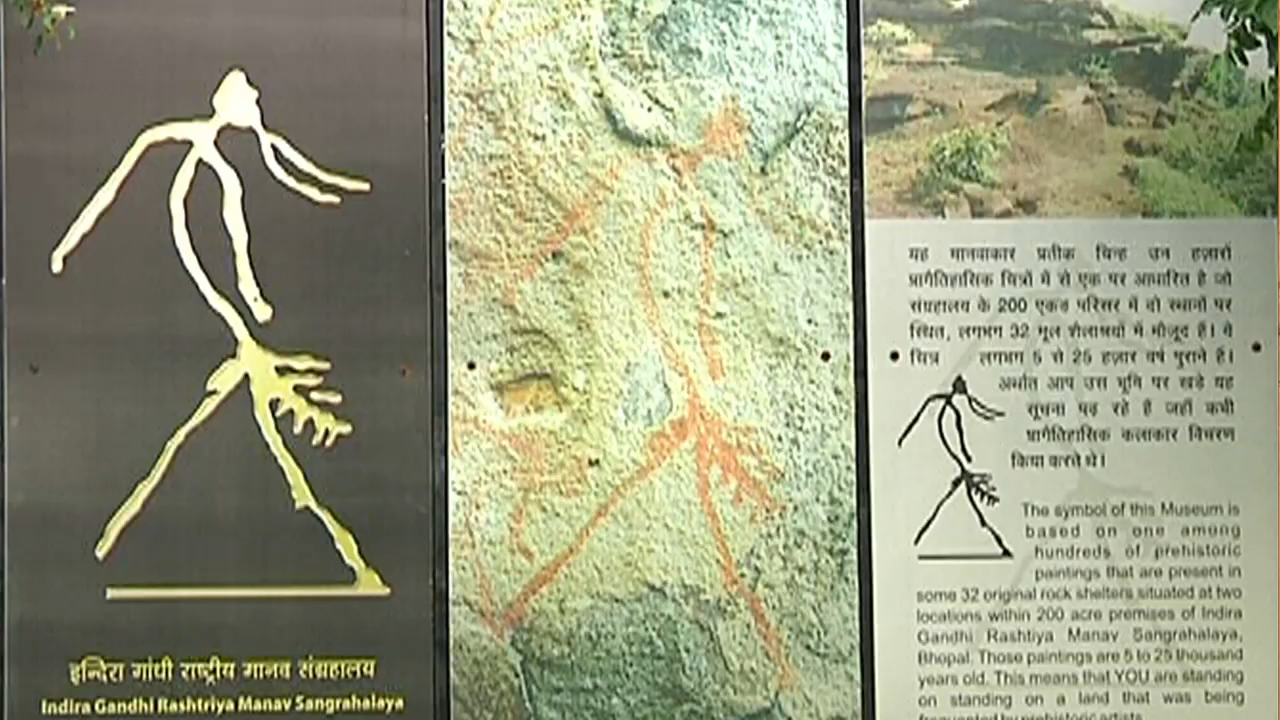 इन्दिरा गांधी राष्ट्रीय मानव संग्रहालय
Indira Gandhi Rashtriya Manav Sangrahalaya
यह मानवाकार प्रतीक चिन्ह उन हज़ारों
प्रागैतिहासिक चित्रों में से एक पर आधारित है जो
संग्रहालय के 200 एकड परिसर में दो स्थानों पर
स्थित, लगभग 32 मूल शैलाश्रयों में मौजूद हैं। ये
चित्र लगभग 5 से 25 हज़ार वर्ष पुराने हैं।
अर्थात आप उस भूमि पर खडे यह
सूचना पढ़ रहे है जहाँ कभी
प्रागैतिहासिक कलाकार विचरण
किया करते थे।
The symbol of this Museum is
based on one among
hundreds of prehistoric
paintings that are present in
some 32 original rock shelters situated at two
locations within 200 acre premises of Indira
Gandhi Rashtiya Manav Sangrahalaya,
Bhopal. Those paintings are 5 to 25 thousand
years old. This means that YOU are standing
on standing on a land that was being
frequented by prehistoric artists